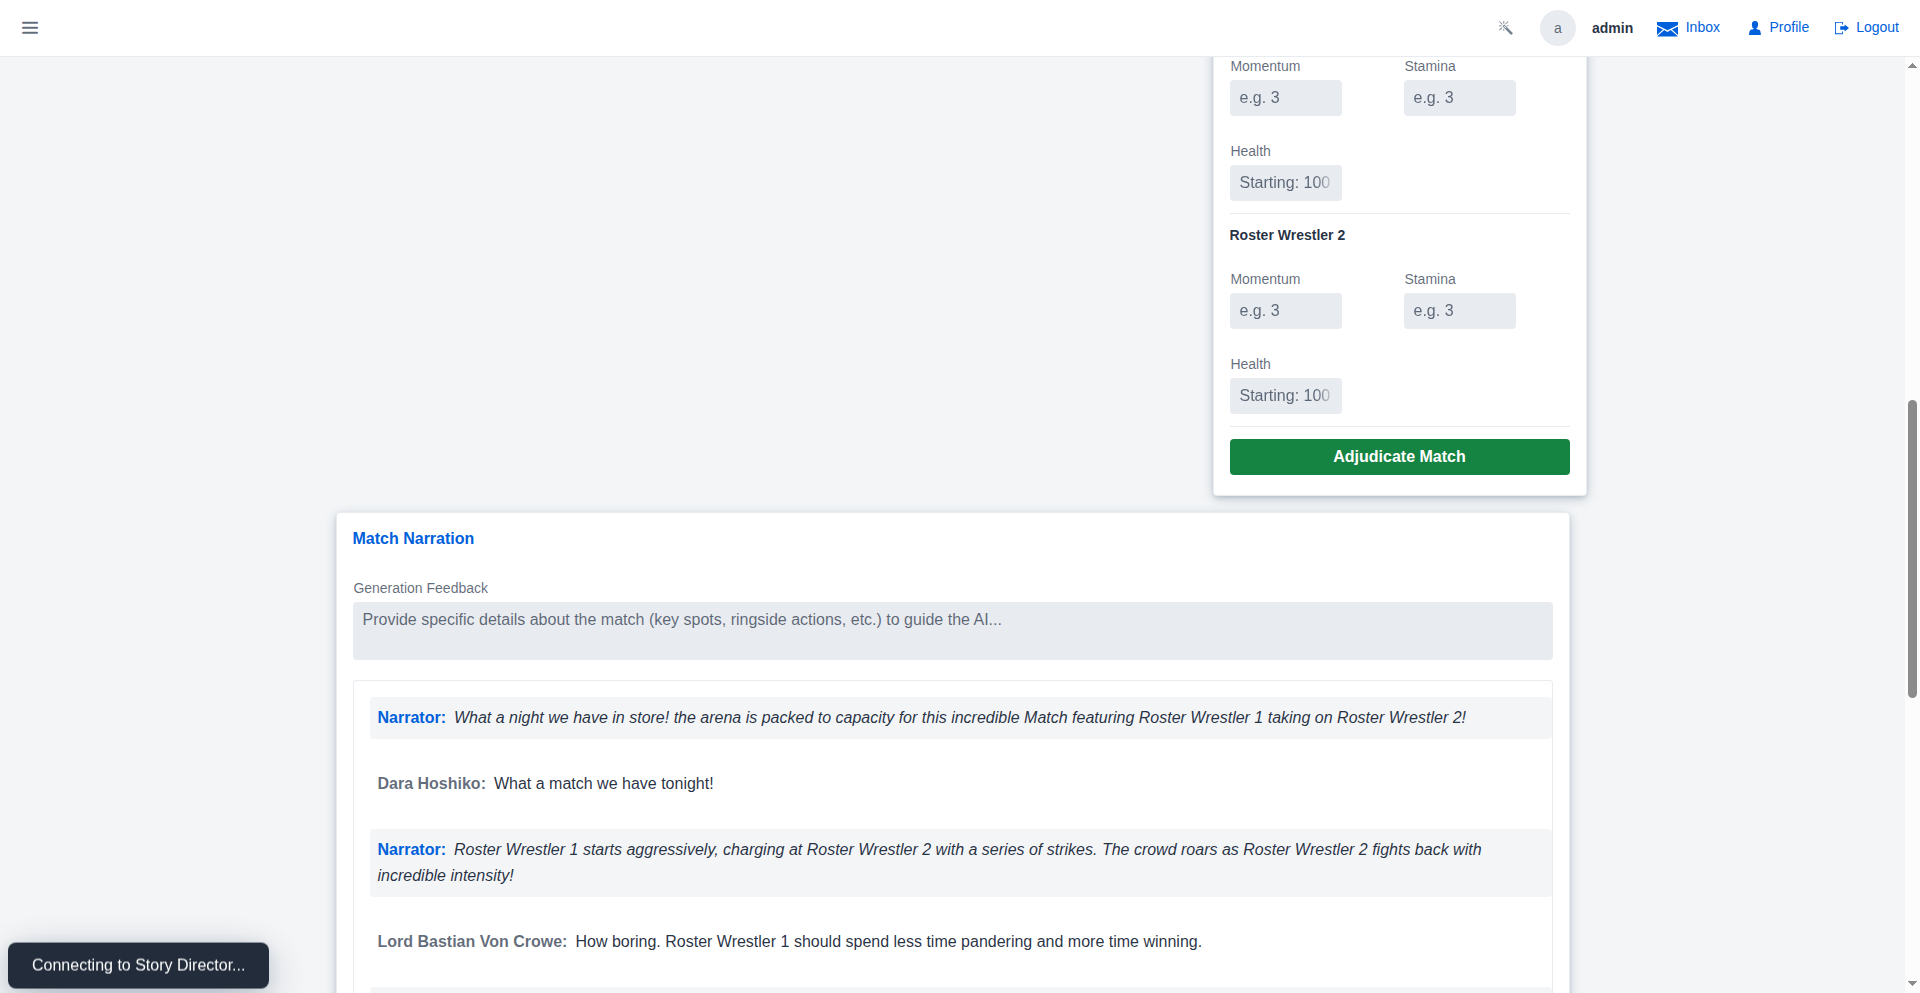 a admin Inbox Profile Logout
Momentum Stamina
e.g. 3 e.g. 3
Health
Starting: 100
Roster Wrestler 2
Momentum Stamina
e.g. 3 e.g. 3
Health
Starting: 100
Adjudicate Match
Match Narration
Generation Feedback
Provide specific details about the match (key spots, ringside actions, etc.) to guide the AI...
Narrator: What a night we have in store! the arena is packed to capacity for this incredible Match featuring Roster Wrestler 1 taking on Roster Wrestler 2!
Dara Hoshiko: What a match we have tonight!
Narrator: Roster Wrestler 1 starts aggressively, charging at Roster Wrestler 2 with a series of strikes. The crowd roars as Roster Wrestler 2 fights back with
incredible intensity!
Lord Bastian Von Crowe: How boring. Roster Wrestler 1 should spend less time pandering and more time winning.
Connecting to Story Director...